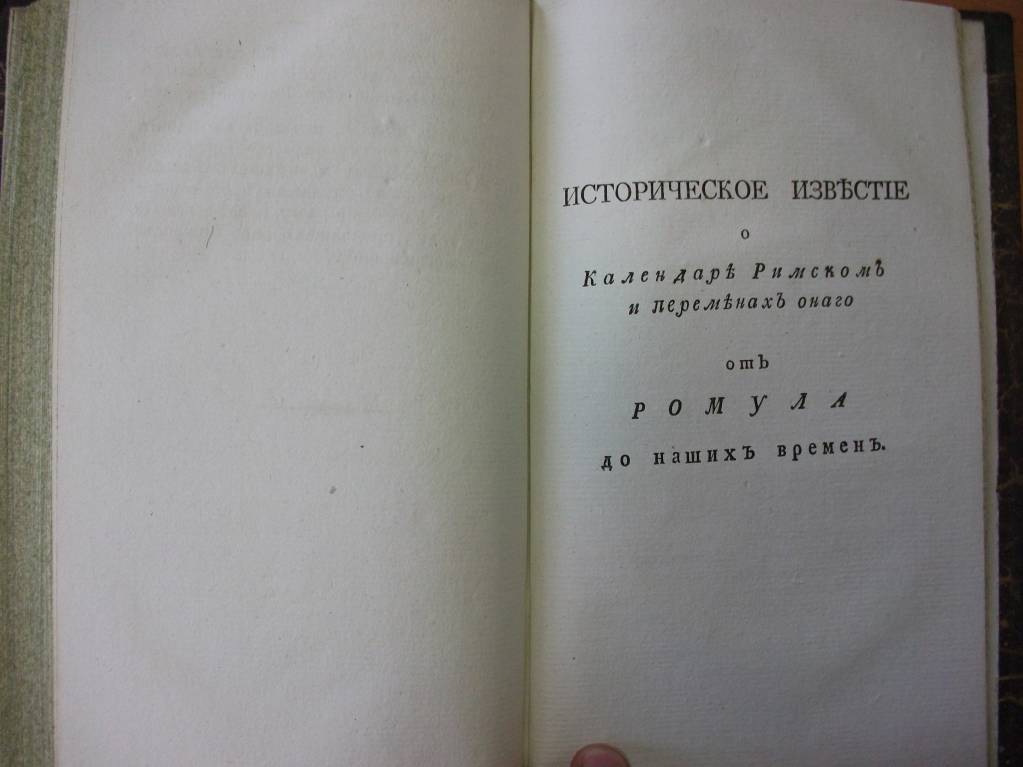 ИСТОРИЧЕСКОЕ ИЗВѢСТІЕ
о
Календарѣ Римскомъ
и перемѣнахъ онаго
отъ
РОМУЛА
до нашихъ временъ.